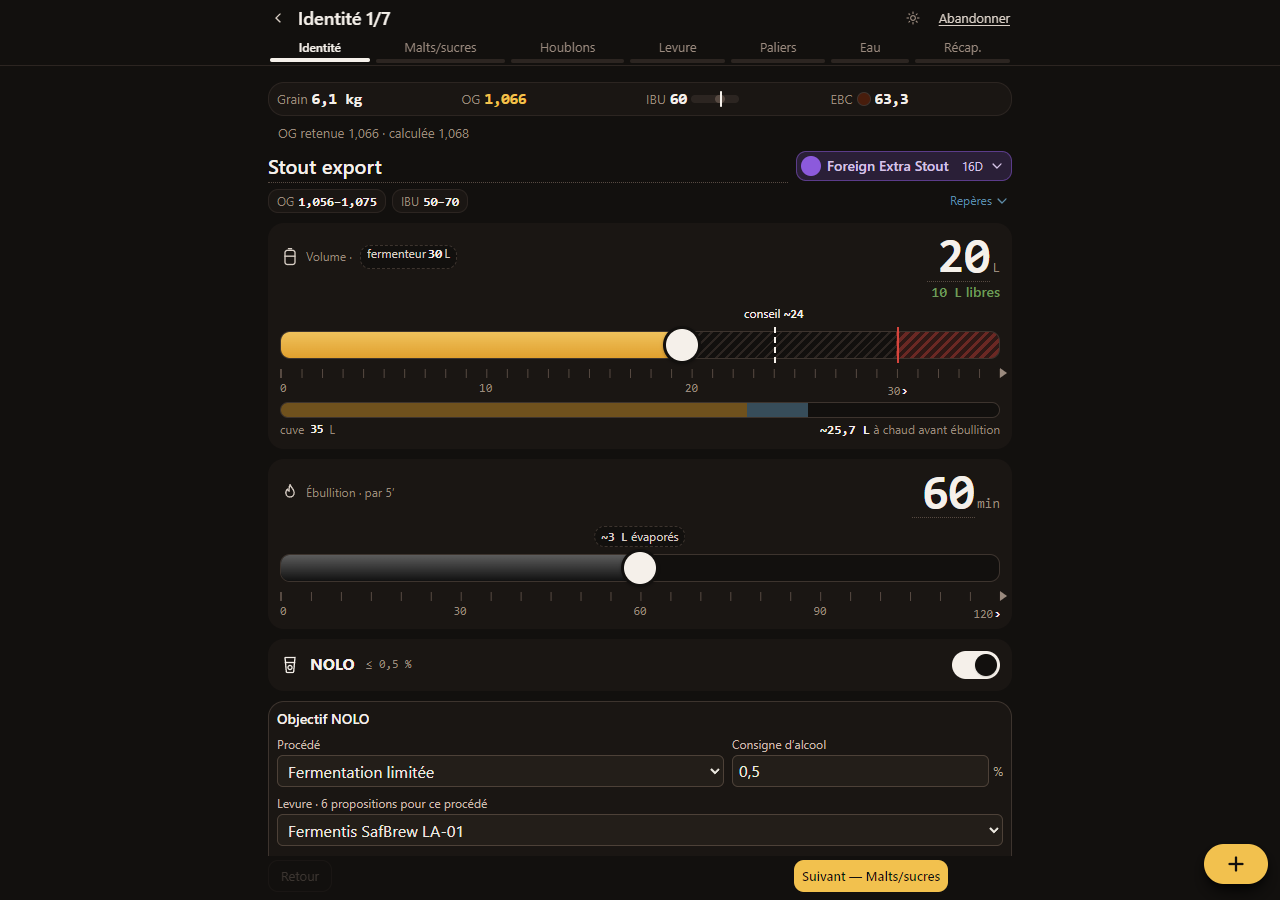 Identité 1/7
Abandonner
Identité Malts/sucres Houblons Levure Paliers Eau Récap.
Grain 6,1 kg OG 1,066 IBU 60 EBC 63,3
OG retenue 1,066 · calculée 1,068
Stout export
Foreign Extra Stout 16D
OG 1,056–1,075 IBU 50–70
Repères
Volume · fermenteur 30 L
20 L
10 L libres
conseil ~24
0 10 20 30
cuve 35 L
~25,7 L à chaud avant ébullition
Ébullition · par 5′
60 min
~3 L évaporés
0 30 60 90 120
NOLO ≤ 0,5 %
Objectif NOLO
Procédé Consigne d’alcool
Fermentation limitée 0,5 %
Levure · 6 propositions pour ce procédé
Fermentis SafBrew LA-01
Retour
Suivant — Malts/sucres
+